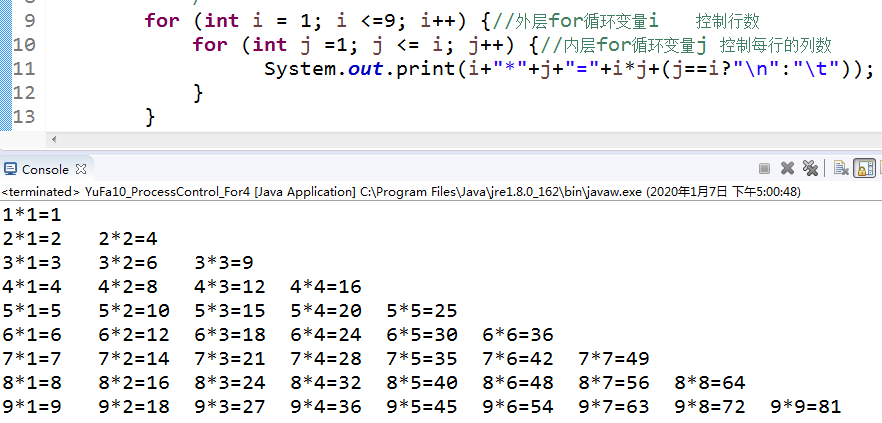 9 for (int i = 1; i <=9; i++) {//外层for循环变量i 控制行数
10 for (int j =1; j <= i; j++) {//内层for循环变量j 控制每行的列数
11 System.out.print(i+"*"+j+"="+i*j+(j==i?"\n":"\t"));
12 }
13 }
Console
<terminated> YuFa10_ProcessControl_For4 [Java Application] C:\Program Files\Java\jre1.8.0_162\bin\javaw.exe (2020年1月7日 下午5:00:48)
1*1=1
2*1=2 2*2=4
3*1=3 3*2=6 3*3=9
4*1=4 4*2=8 4*3=12 4*4=16
5*1=5 5*2=10 5*3=15 5*4=20 5*5=25
6*1=6 6*2=12 6*3=18 6*4=24 6*5=30 6*6=36
7*1=7 7*2=14 7*3=21 7*4=28 7*5=35 7*6=42 7*7=49
8*1=8 8*2=16 8*3=24 8*4=32 8*5=40 8*6=48 8*7=56 8*8=64
9*1=9 9*2=18 9*3=27 9*4=36 9*5=45 9*6=54 9*7=63 9*8=72 9*9=81